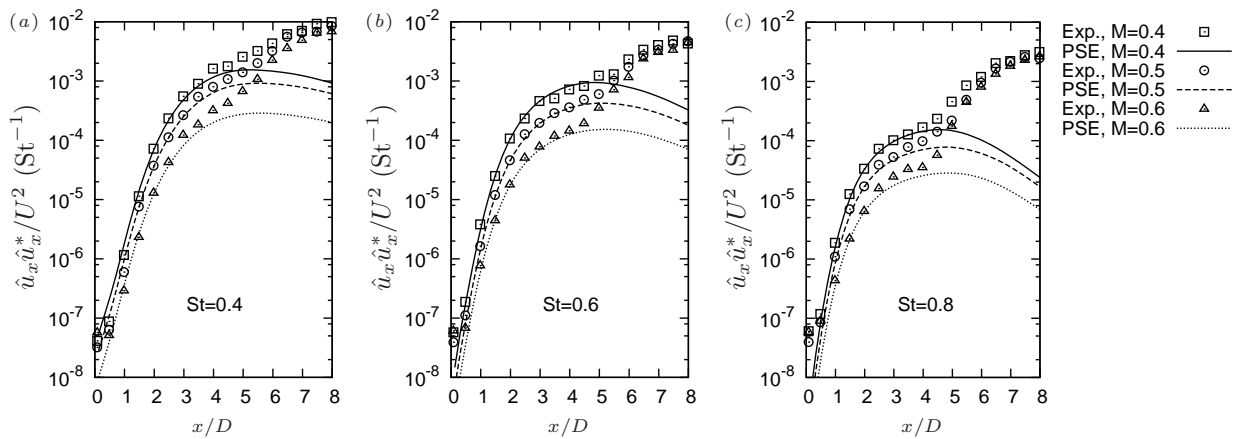 (a)
10^-2
10^-3
10^-4
10^-5
10^-6
10^-7
10^-8
û_x û_x^*/U^2 (St^-1)
St=0.4
0 1 2 3 4 5 6 7 8
x/D
(b)
10^-2
10^-3
10^-4
10^-5
10^-6
10^-7
10^-8
û_x û_x^*/U^2 (St^-1)
St=0.6
0 1 2 3 4 5 6 7 8
x/D
(c)
10^-2
10^-3
10^-4
10^-5
10^-6
10^-7
10^-8
û_x û_x^*/U^2 (St^-1)
St=0.8
0 1 2 3 4 5 6 7 8
x/D
Exp., M=0.4
PSE, M=0.4
Exp., M=0.5
PSE, M=0.5
Exp., M=0.6
PSE, M=0.6